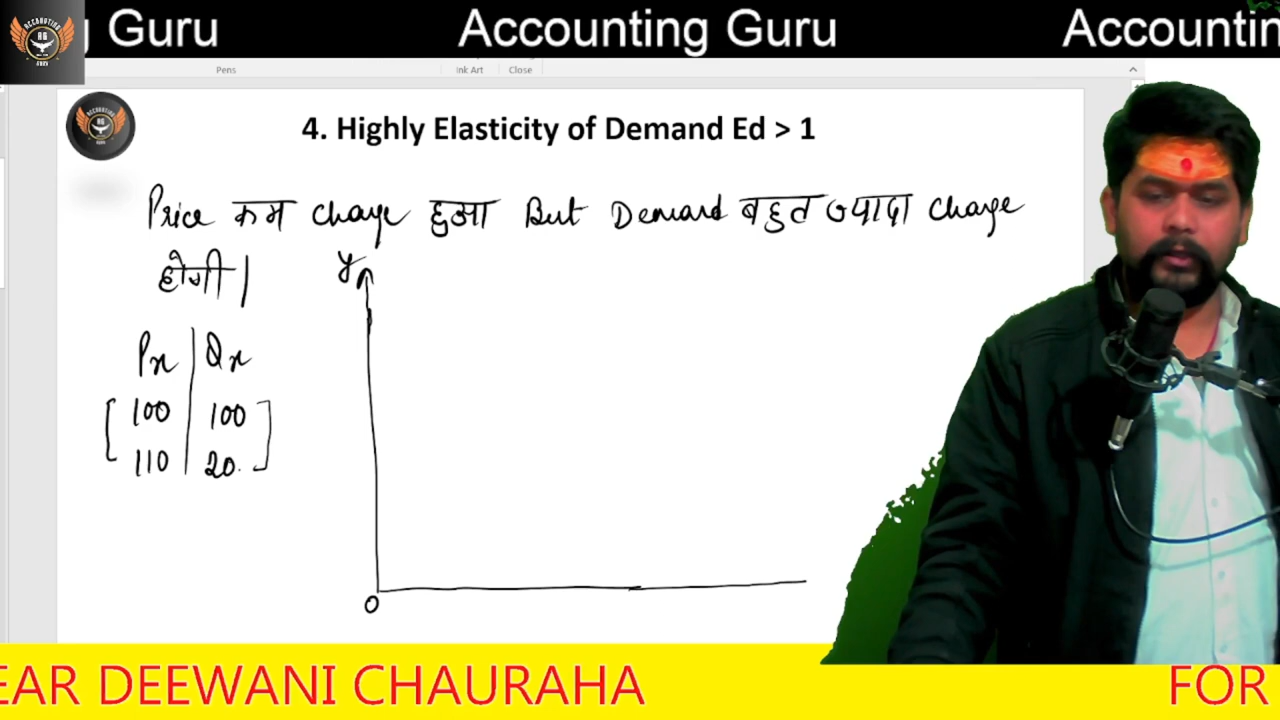 Guru Accounting Guru Accountin
Pens Ink Art Close
4. Highly Elasticity of Demand Ed > 1
Price कम change हुआ But Demand बहुत ज्यादा change
होगी|
Y
Px | Qx
100 | 100
110 | 20
O
EAR DEEWANI CHAURAHA FOR